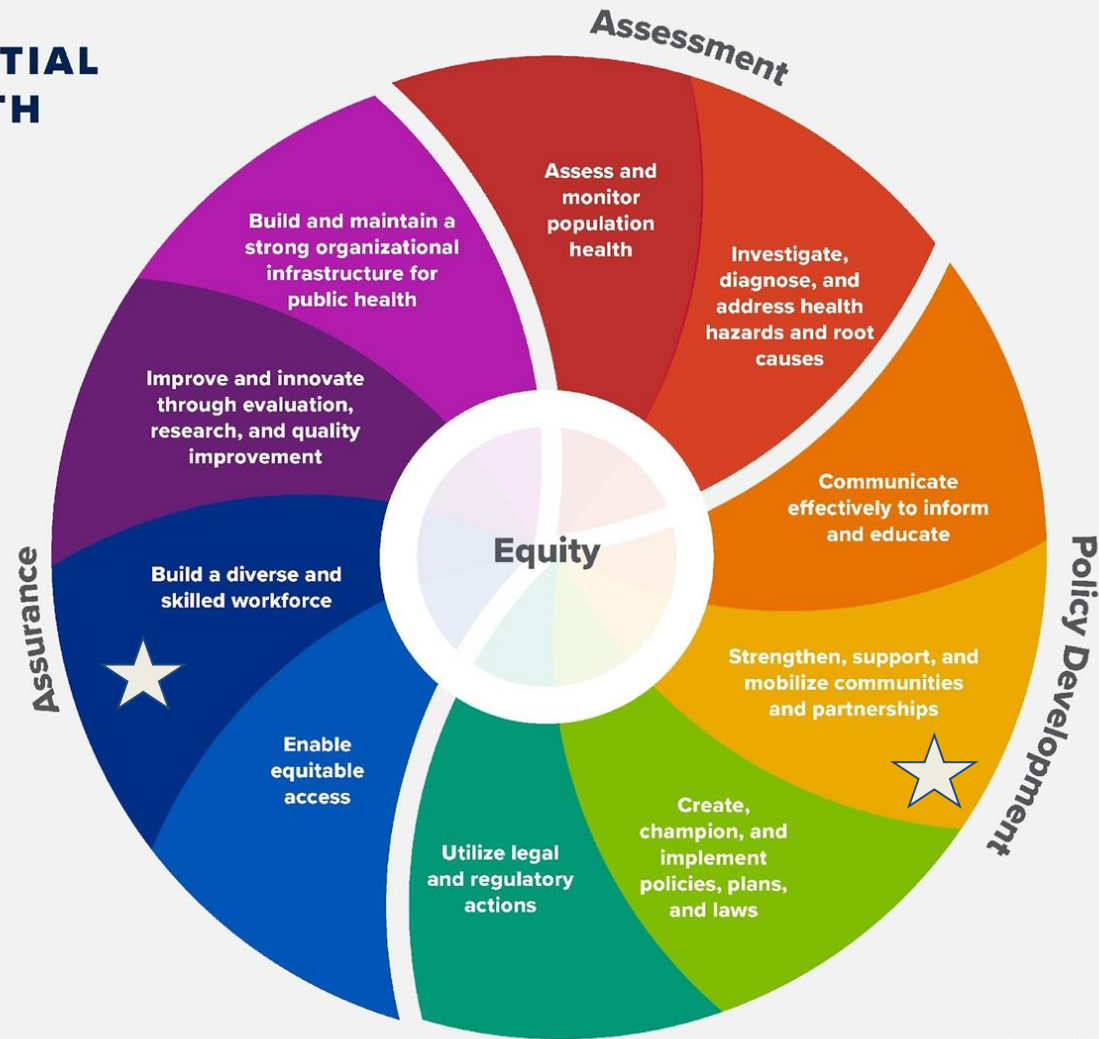 TIAL
TH
Assessment
Assess and
monitor
population
health
Investigate,
diagnose, and
address health
hazards and root
causes
Policy Development
Communicate
effectively to inform
and educate
Strengthen, support, and
mobilize communities
and partnerships
Create,
champion, and
implement
policies, plans,
and laws
Utilize legal
and regulatory
actions
Assurance
Enable
equitable
access
Build a diverse and
skilled workforce
Improve and innovate
through evaluation,
research, and quality
improvement
Build and maintain a
strong organizational
infrastructure for
public health
Equity